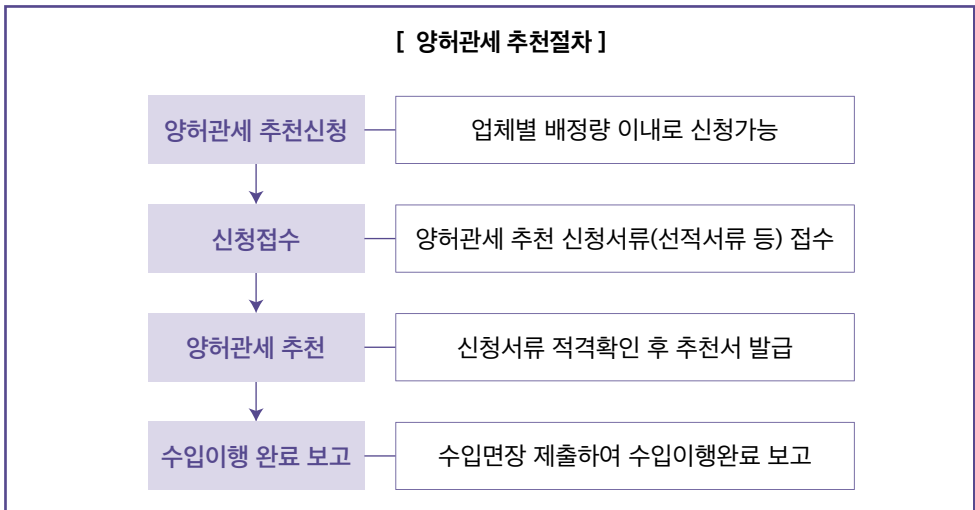 [ 양허관세 추천절차 ]
양허관세 추천신청
업체별 배정량 이내로 신청가능
신청접수
양허관세 추천 신청서류(선적서류 등) 접수
양허관세 추천
신청서류 적격확인 후 추천서 발급
수입이행 완료 보고
수입면장 제출하여 수입이행완료 보고